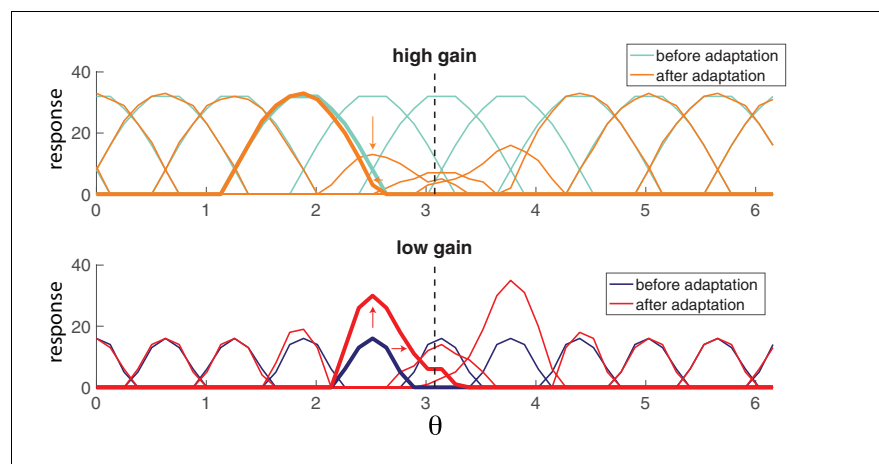 high gain
before adaptation
after adaptation
response
40
20
0
0 1 2 3 4 5 6
low gain
before adaptation
after adaptation
response
40
20
0
0 1 2 3 4 5 6
θ